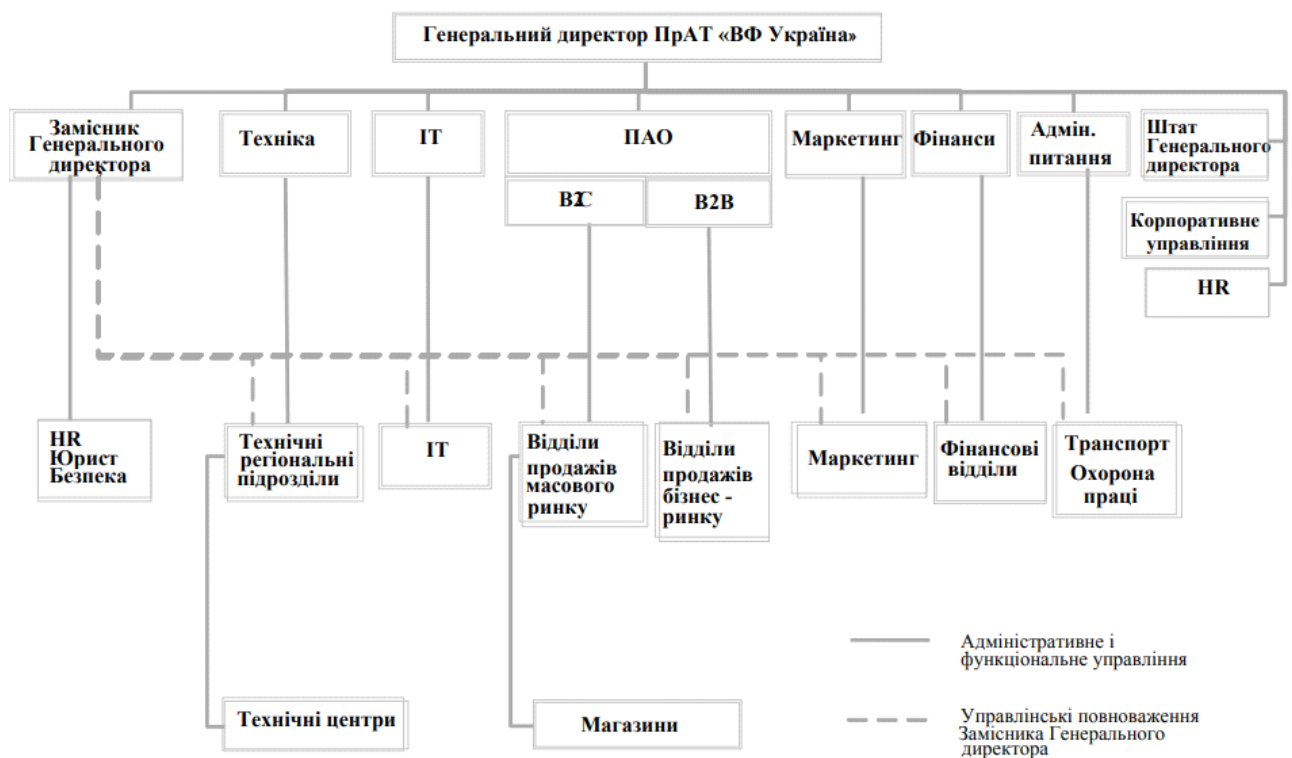 Генеральний директор ПрАТ «ВФ Україна»
Замісник
Генерального
директора
Техніка
ІТ
ПАО
Маркетинг
Фінанси
Адмін.
питання
Штат
Генерального
директора
B2C
B2B
Корпоративне
управління
HR
HR
Юрист
Безпека
Технічні
регіональні
підрозділи
ІТ
Відділи
продажів
масового
ринку
Відділи
продажів
бізнес -
ринку
Маркетинг
Фінансові
відділи
Транспорт
Охорона
праці
Адміністративне і
функціональне управління
Технічні центри
Магазини
Управлінські повноваження
Замісника Генерального
директора